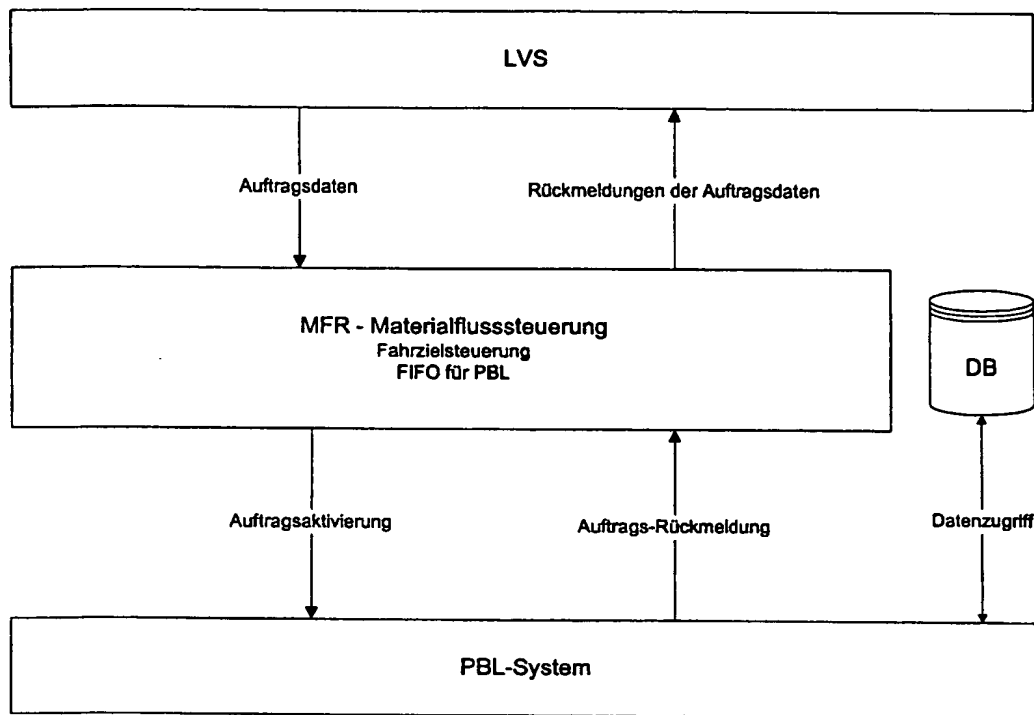 LVS
Auftragsdaten
Rückmeldungen der Auftragsdaten
MFR - Materialflusssteuerung
Fahrzielsteuerung
FIFO für PBL
DB
Auftragsaktivierung
Auftrags-Rückmeldung
Datenzugriff
PBL-System